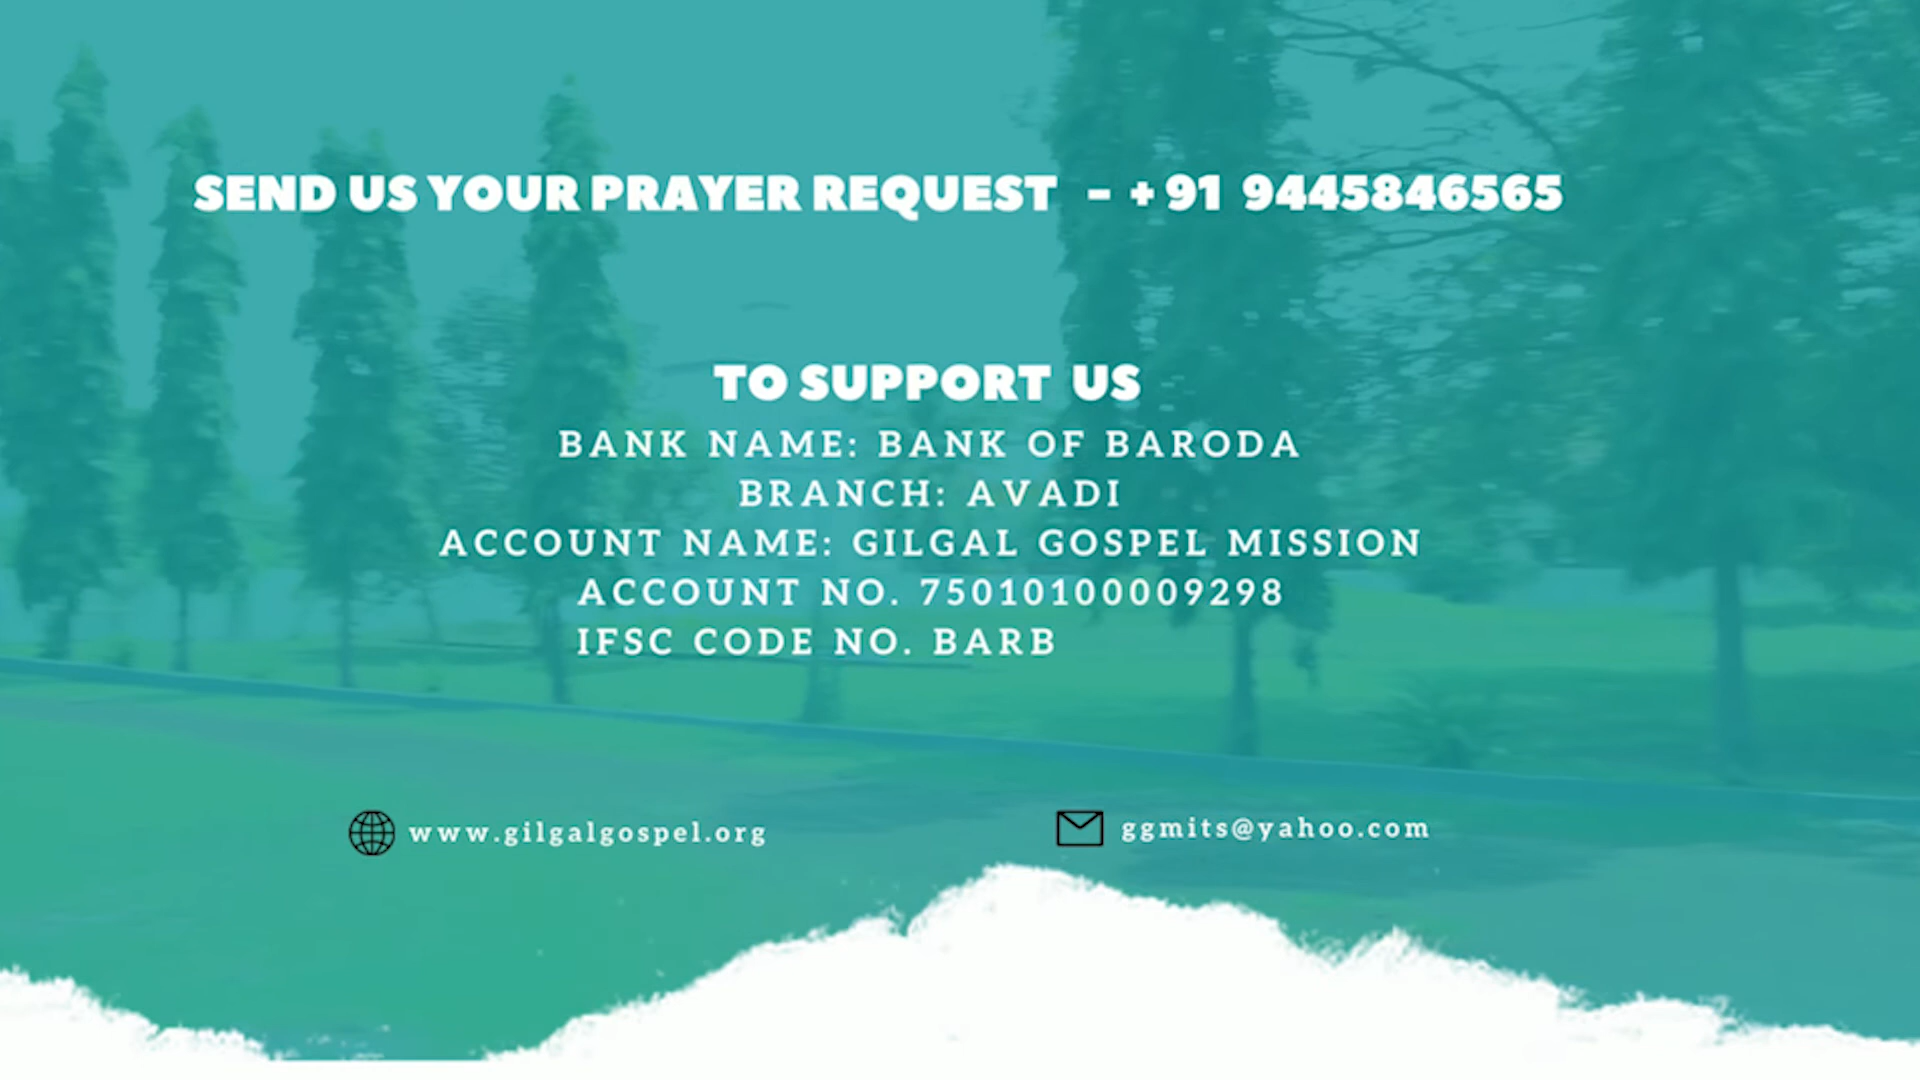 SEND US YOUR PRAYER REQUEST - + 91 9445846565
TO SUPPORT US
BANK NAME: BANK OF BARODA
BRANCH: AVADI
ACCOUNT NAME: GILGAL GOSPEL MISSION
ACCOUNT NO. 75010100009298
IFSC CODE NO. BARB
www.gilgalgospel.org
ggmits@yahoo.com